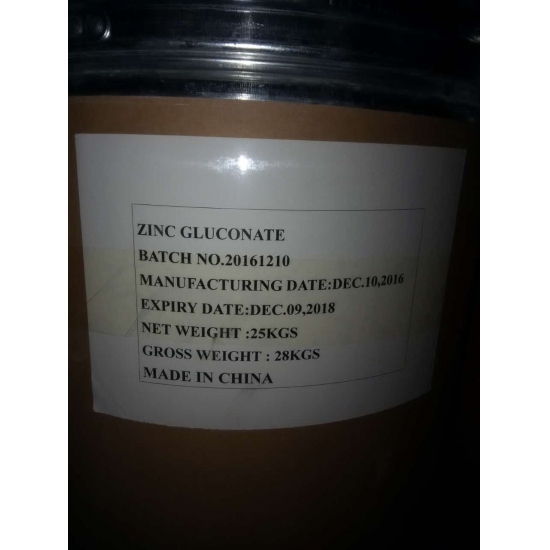 ZINC GLUCONATE
BATCH NO.20161210
MANUFACTURING DATE:DEC.10,2016
EXPIRY DATE:DEC.09,2018
NET WEIGHT :25KGS
GROSS WEIGHT : 28KGS
MADE IN CHINA